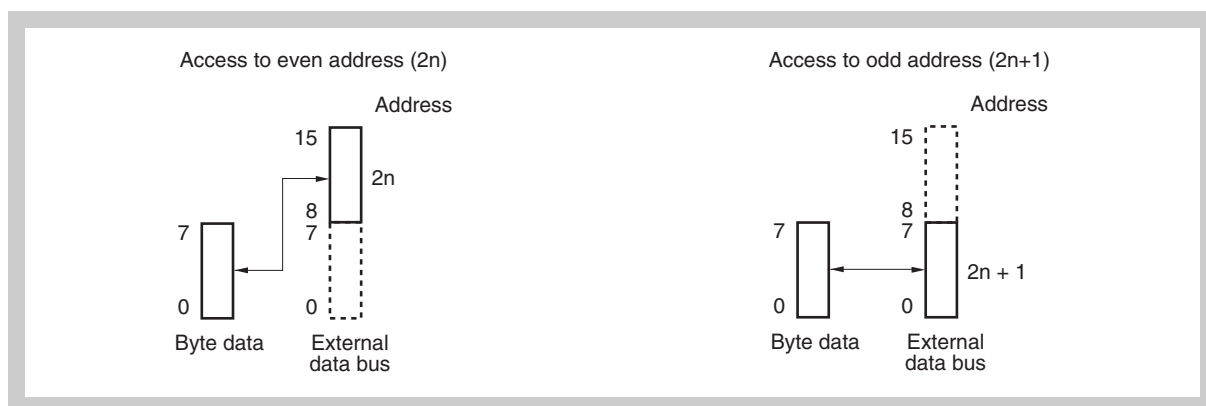 Access to even address (2n)
Address
15
2n
8
7
7
0
0
Byte data
External
data bus
Access to odd address (2n+1)
Address
15
8
7
7
2n + 1
0
0
Byte data
External
data bus